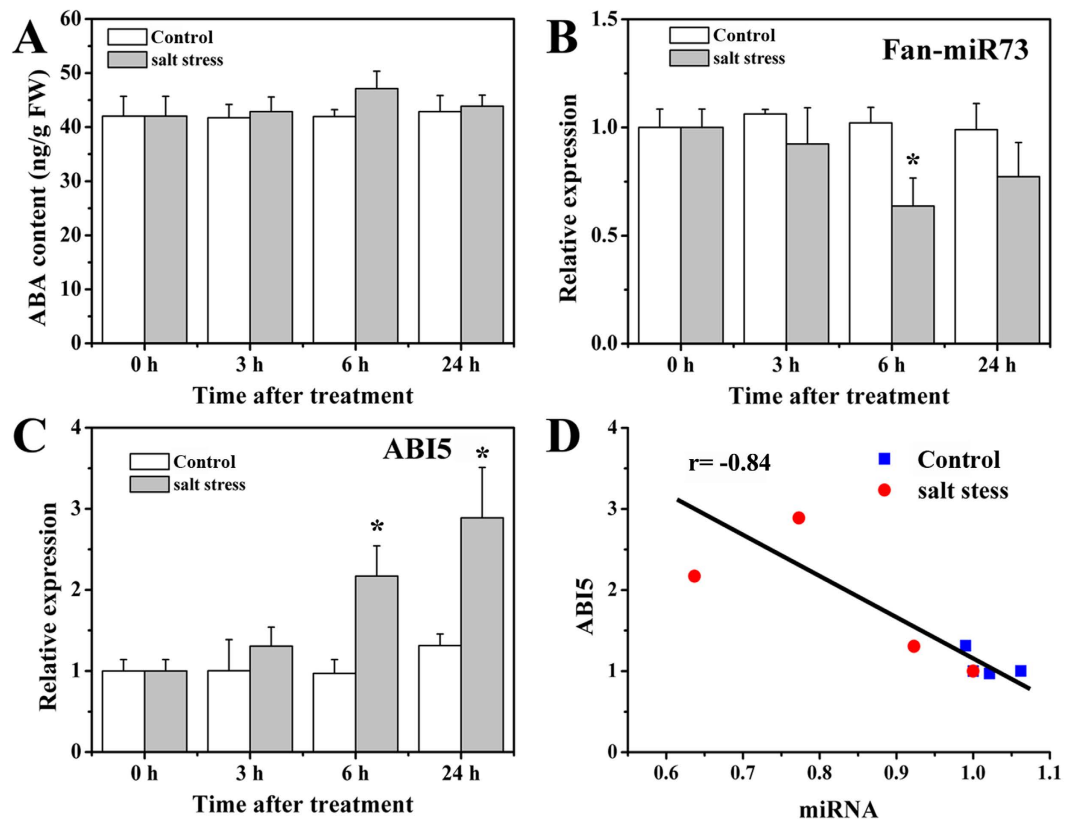 A
Control
salt stress
ABA content (ng/g FW)
60
50
40
30
20
10
0
0 h 3 h 6 h 24 h
Time after treatment
B
Control
salt stress
Fan-miR73
Relative expression
1.5
1.0
0.5
0.0
*
0 h 3 h 6 h 24 h
Time after treatment
C
Control
salt stress
ABI5
Relative expression
4
3
2
1
0
*
*
0 h 3 h 6 h 24 h
Time after treatment
D
r= -0.84
Control
salt stess
ABI5
4
3
2
1
0
0.6 0.7 0.8 0.9 1.0 1.1
miRNA